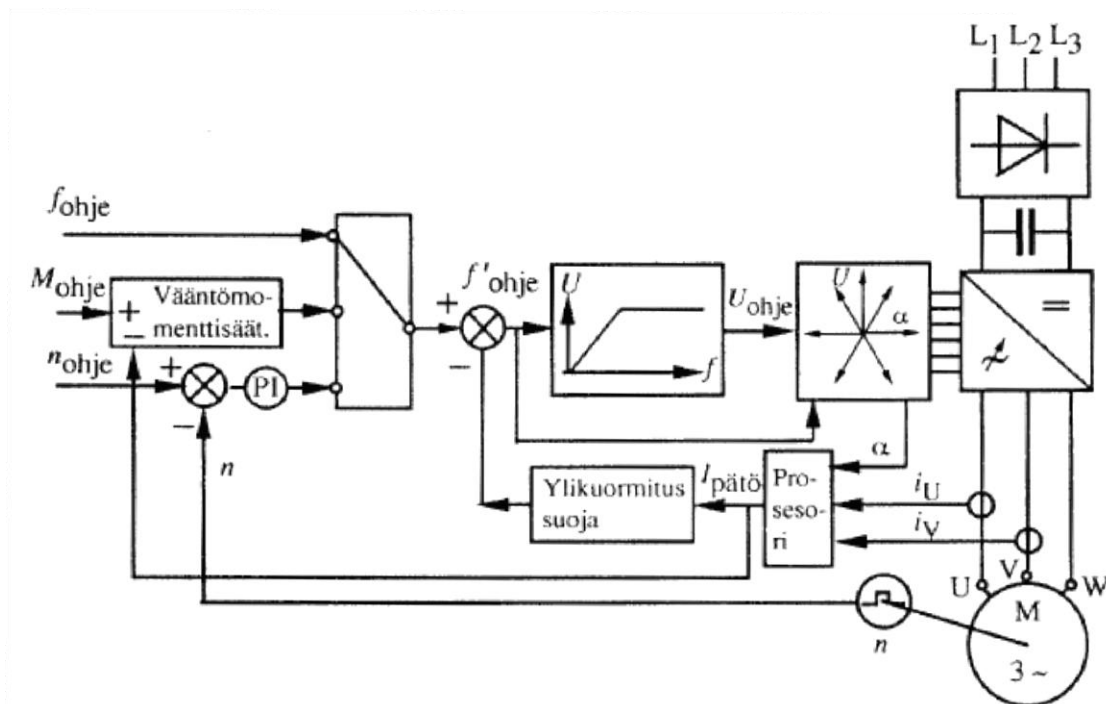 L1 L2 L3
fohje
Mohje
+
−
Vääntömo-
menttisäät.
nohje
+
−
PI
n
+
−
f'ohje
U
f
Uohje
U
α
=
α
Ylikuormitus
suoja
Ipätö
Pro-
sesso-
ri
iU
iV
U
V
W
M
3 ~
n